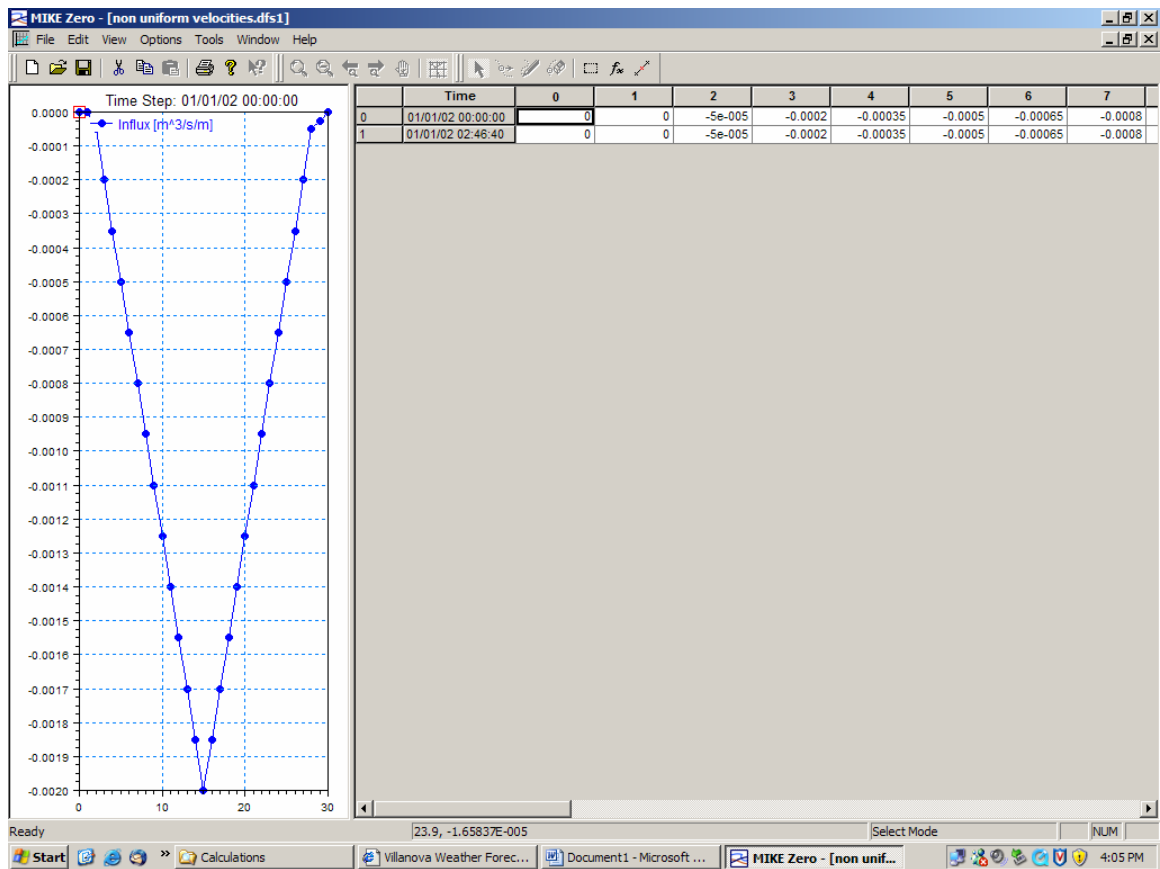 MIKE Zero - [non uniform velocities.dfs1]
File Edit View Options Tools Window Help
Time Step: 01/01/02 00:00:00
Influx [m^3/s/m]
0.0000
-0.0001
-0.0002
-0.0003
-0.0004
-0.0005
-0.0006
-0.0007
-0.0008
-0.0009
-0.0010
-0.0011
-0.0012
-0.0013
-0.0014
-0.0015
-0.0016
-0.0017
-0.0018
-0.0019
-0.0020
0 10 20 30
Time 0 1 2 3 4 5 6 7
0 01/01/02 00:00:00 0 0 -5e-005 -0.0002 -0.00035 -0.0005 -0.00065 -0.0008
1 01/01/02 02:46:40 0 0 -5e-005 -0.0002 -0.00035 -0.0005 -0.00065 -0.0008
Ready 23.9, -1.65837E-005 Select Mode NUM
Start » Calculations Villanova Weather Forec... Document1 - Microsoft ... MIKE Zero - [non unif... 4:05 PM